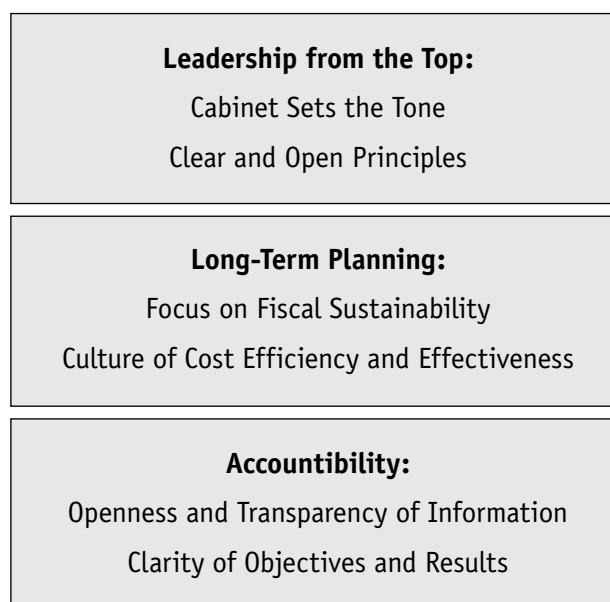 Leadership from the Top:
Cabinet Sets the Tone
Clear and Open Principles
Long-Term Planning:
Focus on Fiscal Sustainability
Culture of Cost Efficiency and Effectiveness
Accountibility:
Openness and Transparency of Information
Clarity of Objectives and Results